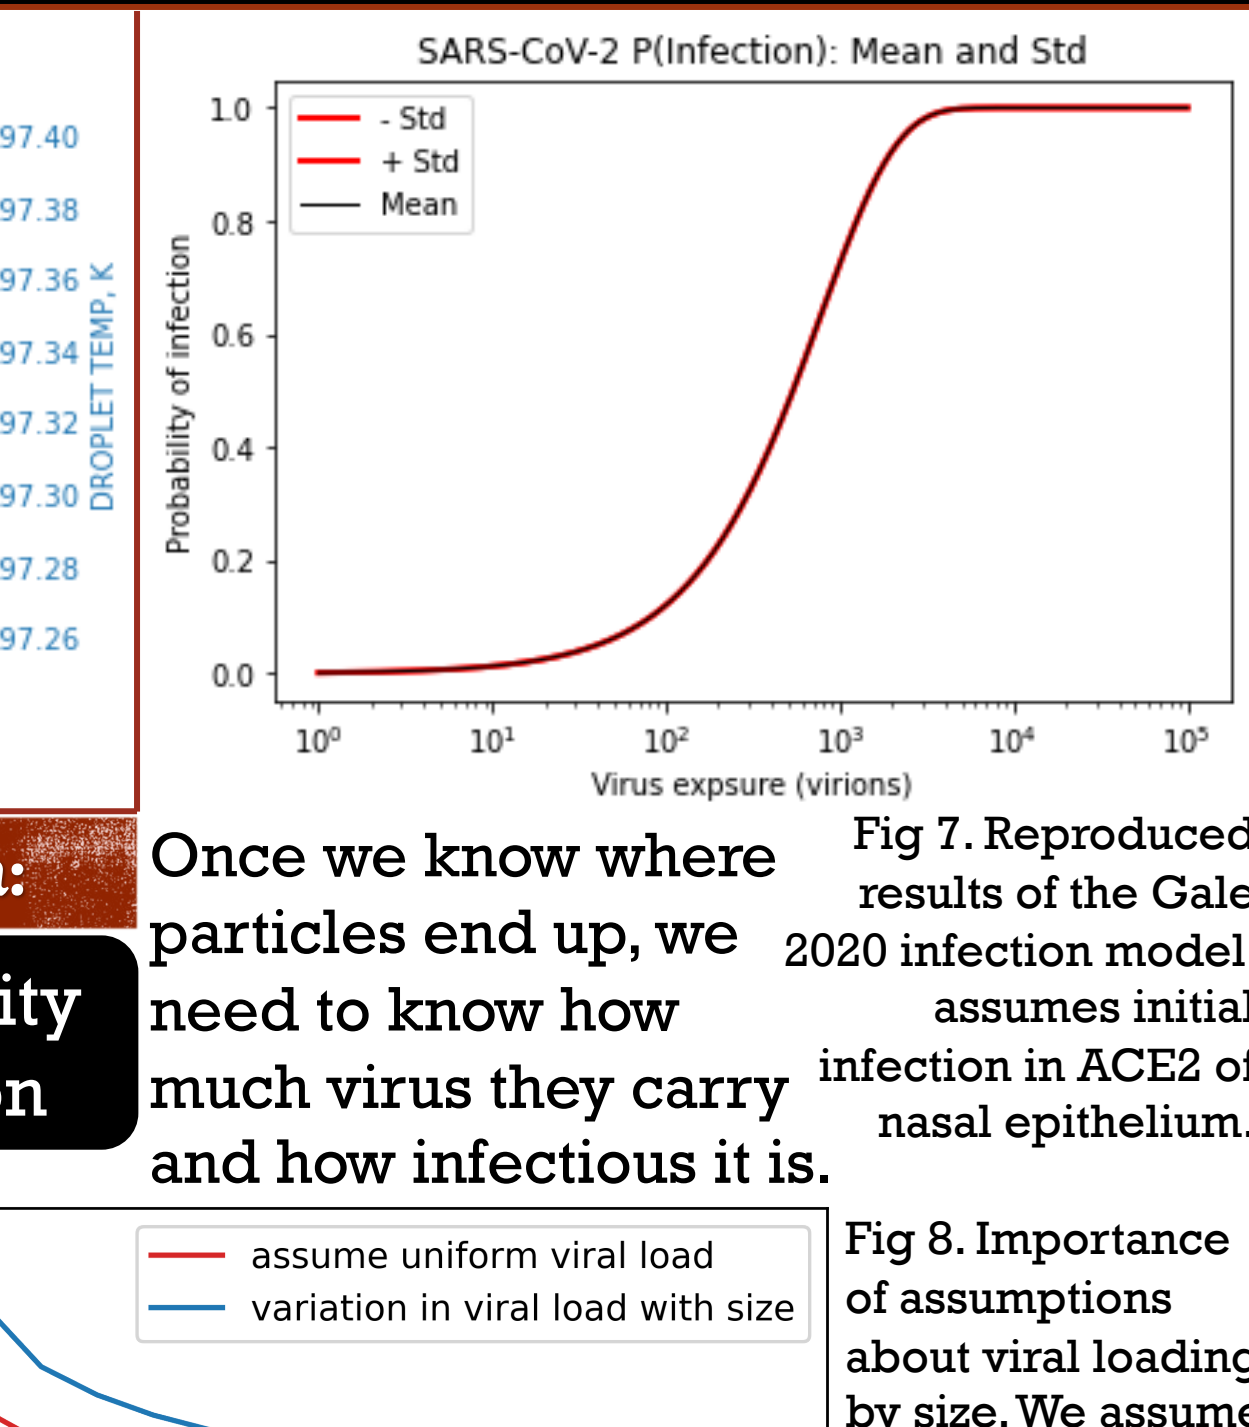 97.40
97.38
97.36
97.34
97.32
97.30
97.28
97.26
DROPLET TEMP, K
SARS-CoV-2 P(Infection): Mean and Std
- Std
+ Std
Mean
1.0
0.8
0.6
0.4
0.2
0.0
Probability of infection
10⁰ 10¹ 10² 10³ 10⁴ 10⁵
Virus expsure (virions)
Once we know where
particles end up, we
need to know how
much virus they carry
and how infectious it is.
Fig 7. Reproduced
results of the Gale
2020 infection model
assumes initial
infection in ACE2 of
nasal epithelium.
assume uniform viral load
variation in viral load with size
Fig 8. Importance
of assumptions
about viral loading
by size. We assume